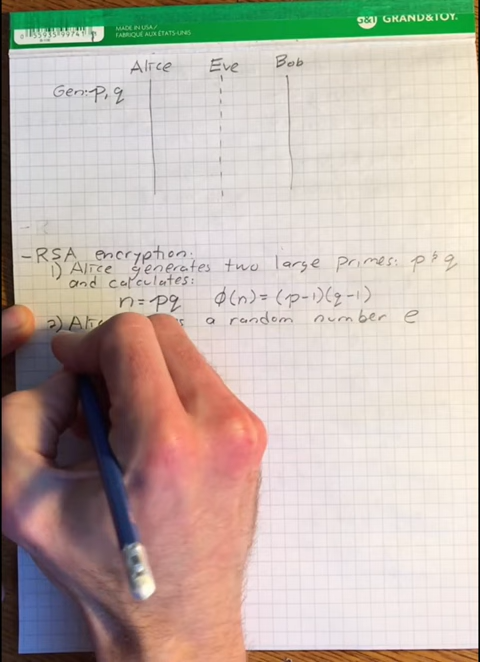 GRAND&TOY.
MADE IN USA/
FABRIQUÉ AUX ÉTATS-UNIS
Alice Eve Bob
Gen: p, q
-RSA encryption:
1) Alice generates two large primes: p & q
and calculates:
n = pq φ(n) = (p-1)(q-1)
2) a random number e